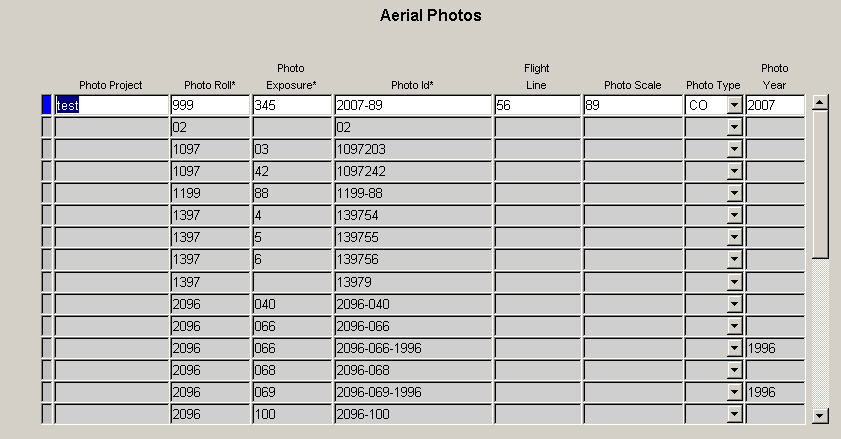 Aerial Photos
Photo Flight Photo
Photo Project Photo Roll* Exposure* Photo Id* Line Photo Scale Photo Type Year
test 999 345 2007-89 56 89 CO 2007
02 02
1097 03 1097203
1097 42 1097242
1199 88 1199-88
1397 4 139754
1397 5 139755
1397 6 139756
1397 13979
2096 040 2096-040
2096 066 2096-066
2096 066 2096-066-1996 1996
2096 068 2096-068
2096 069 2096-069-1996 1996
2096 100 2096-100